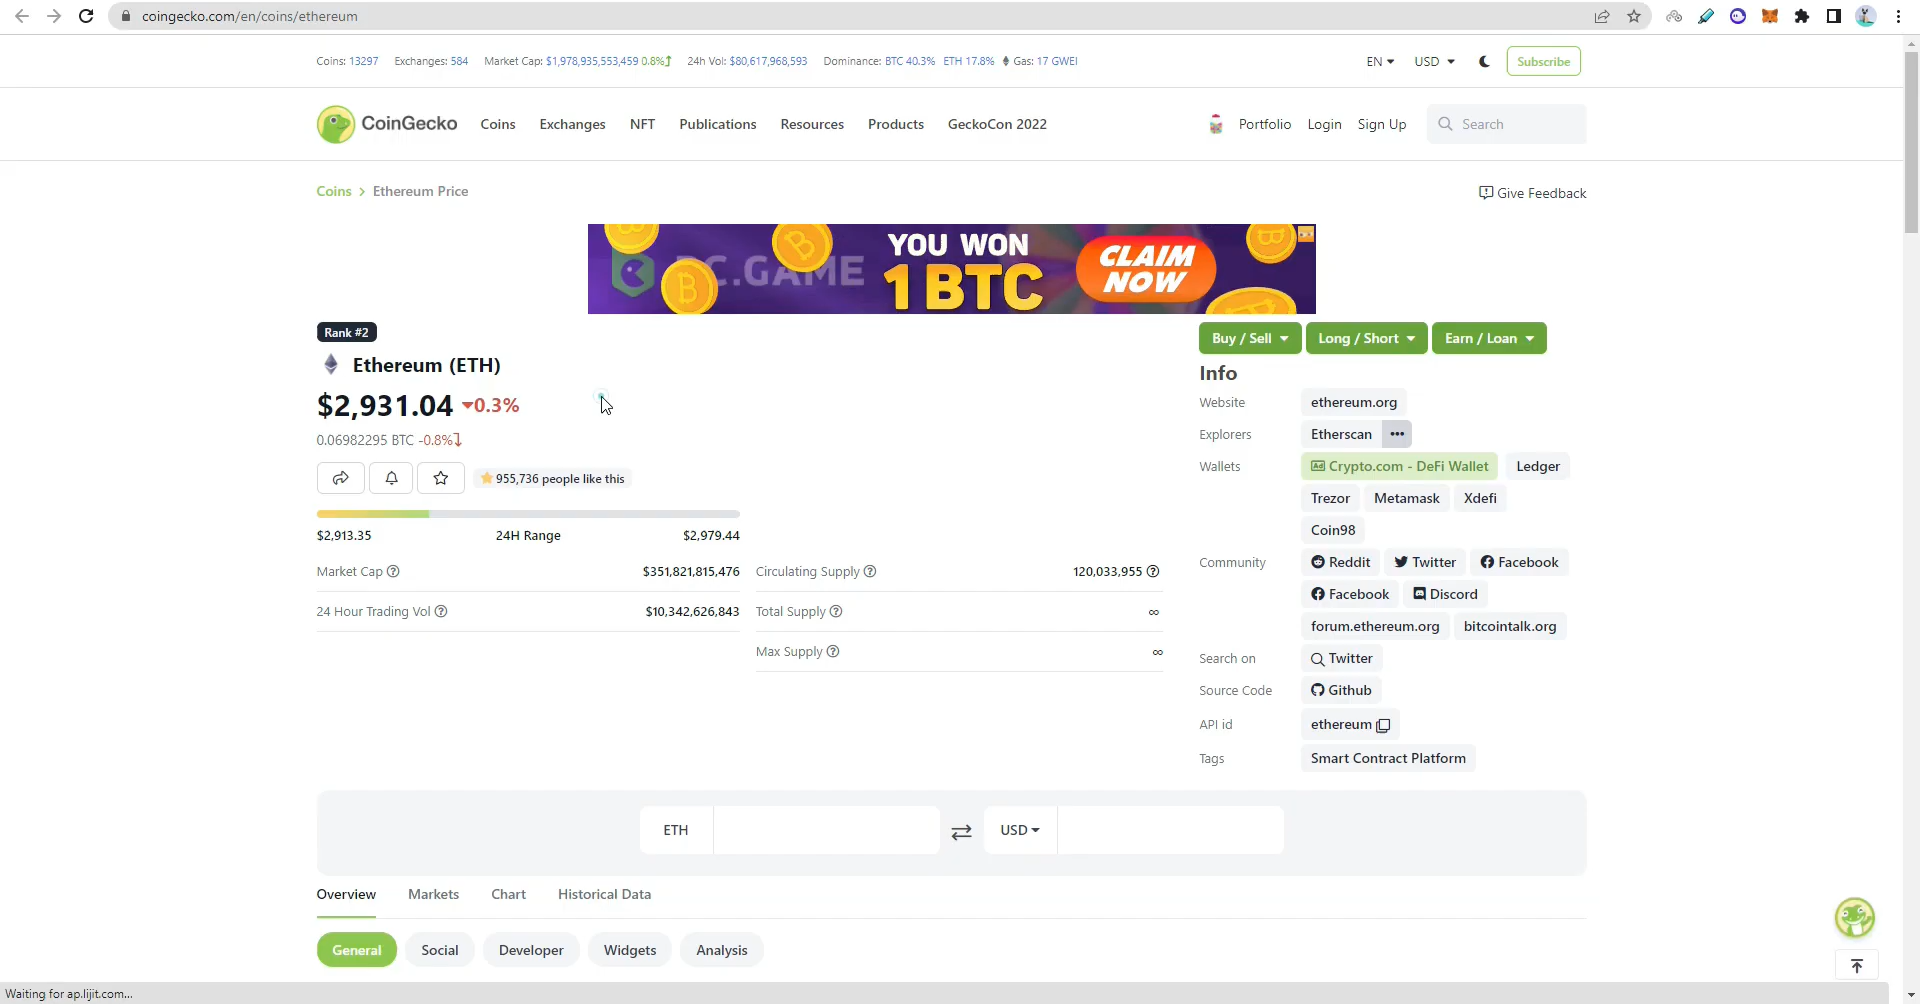 coingecko.com/en/coins/ethereum
Coins: 13297 Exchanges: 584 Market Cap: $1,978,935,553,459 0.8% 24h Vol: $80,617,968,593 Dominance: BTC 40.3% ETH 17.8% Gas: 17 GWEI EN USD Subscribe
CoinGecko Coins Exchanges NFT Publications Resources Products GeckoCon 2022 Portfolio Login Sign Up Search
Coins > Ethereum Price Give Feedback
BC.GAME YOU WON
1 BTC
CLAIM
NOW
Rank #2
Ethereum (ETH)
$2,931.04 0.3%
0.06982295 BTC -0.8%
955,736 people like this
$2,913.35 24H Range $2,979.44
Market Cap $351,821,815,476
24 Hour Trading Vol $10,342,626,843
Circulating Supply 120,033,955
Total Supply ∞
Max Supply ∞
Buy / Sell Long / Short Earn / Loan
Info
Website ethereum.org
Explorers Etherscan •••
Wallets Ad Crypto.com - DeFi Wallet Ledger
Trezor Metamask Xdefi
Coin98
Community Reddit Twitter Facebook
Facebook Discord
forum.ethereum.org bitcointalk.org
Search on Twitter
Source Code Github
API id ethereum
Tags Smart Contract Platform
ETH USD
Overview Markets Chart Historical Data
General Social Developer Widgets Analysis
Waiting for ap.lijit.com...